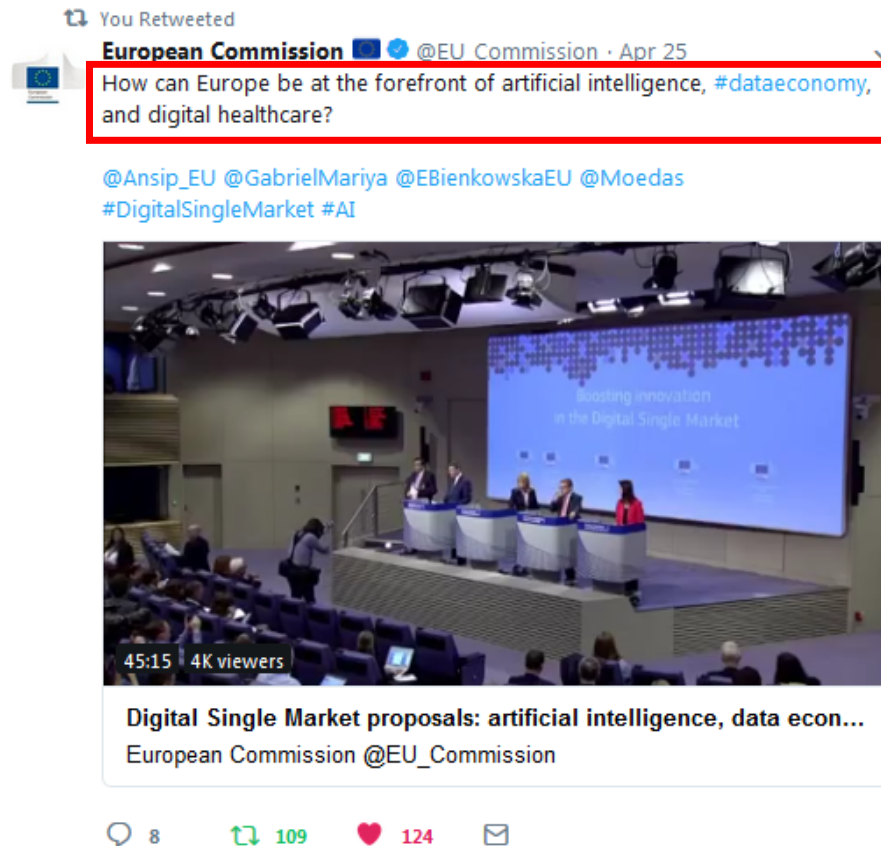 You Retweeted
European Commission @EU_Commission · Apr 25
How can Europe be at the forefront of artificial intelligence, #dataeconomy,
and digital healthcare?
@Ansip_EU @GabrielMariya @EBienkowskaEU @Moedas
#DigitalSingleMarket #AI
Boosting innovation
in the Digital Single Market
45:15 4K viewers
Digital Single Market proposals: artificial intelligence, data econ...
European Commission @EU_Commission
8 109 124